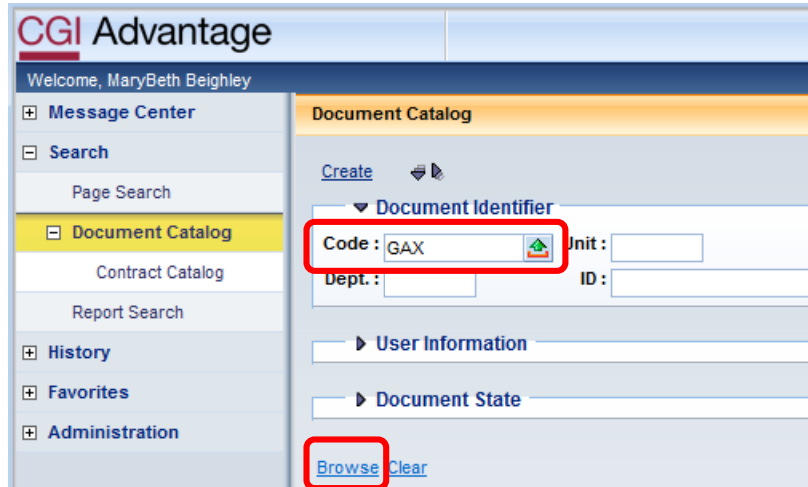 CGI Advantage
Welcome, MaryBeth Beighley
Message Center
Search
Page Search
Document Catalog
Contract Catalog
Report Search
History
Favorites
Administration
Document Catalog
Create
Document Identifier
Code : GAX Unit :
Dept. : ID :
User Information
Document State
Browse Clear